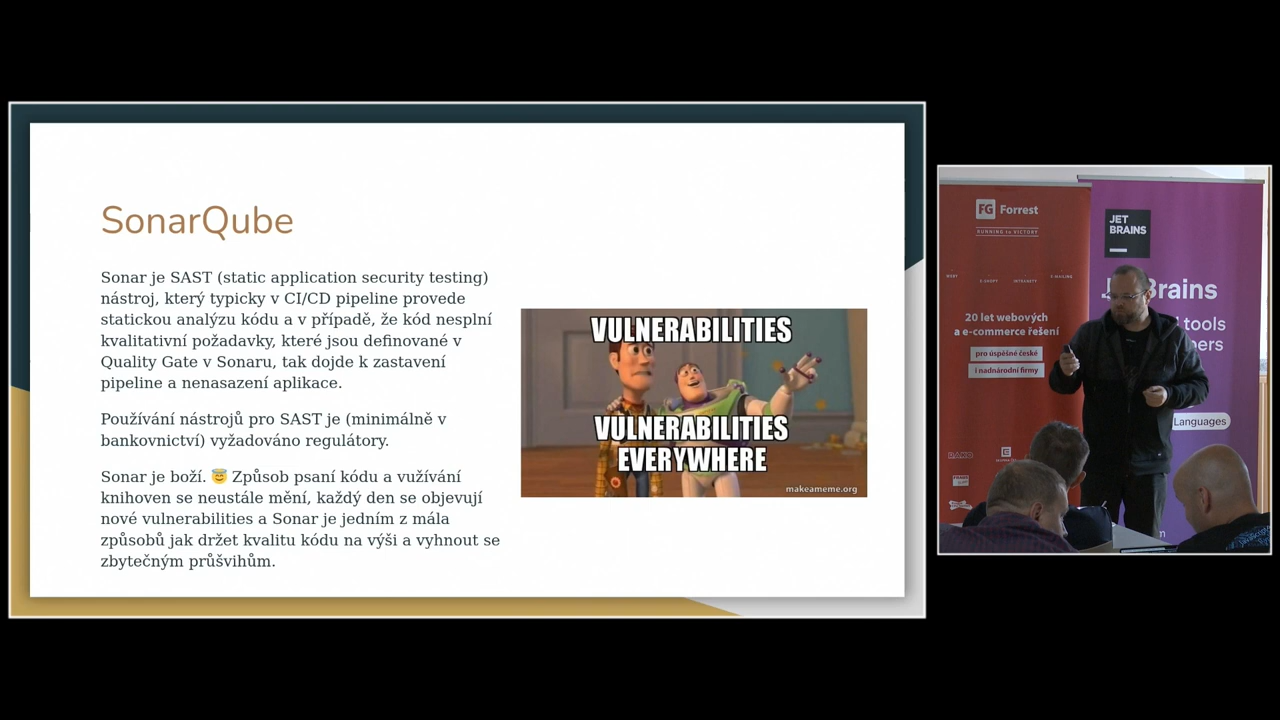 SonarQube
Sonar je SAST (static application security testing)
nástroj, který typicky v CI/CD pipeline provede
statickou analýzu kódu a v případě, že kód nesplní
kvalitativní požadavky, které jsou definované v
Quality Gate v Sonaru, tak dojde k zastavení
pipeline a nenasazení aplikace.
Používání nástrojů pro SAST je (minimálně v
bankovnictví) vyžadováno regulátory.
Sonar je boží. 😇 Způsob psaní kódu a vužívání
knihoven se neustále mění, každý den se objevují
nové vulnerabilities a Sonar je jedním z mála
způsobů jak držet kvalitu kódu na výši a vyhnout se
zbytečným průšvihům.
VULNERABILITIES
VULNERABILITIES
EVERYWHERE
makeameme.org
FG Forrest
RUNNING to VICTORY
WEBY
E-SHOPY
INTRANETY
E-MAILING
20 let webových
a e-commerce řešení
pro úspěšné české
i nadnárodní firmy
DAKO
JET
BRAINS
Brains
tools
Languages